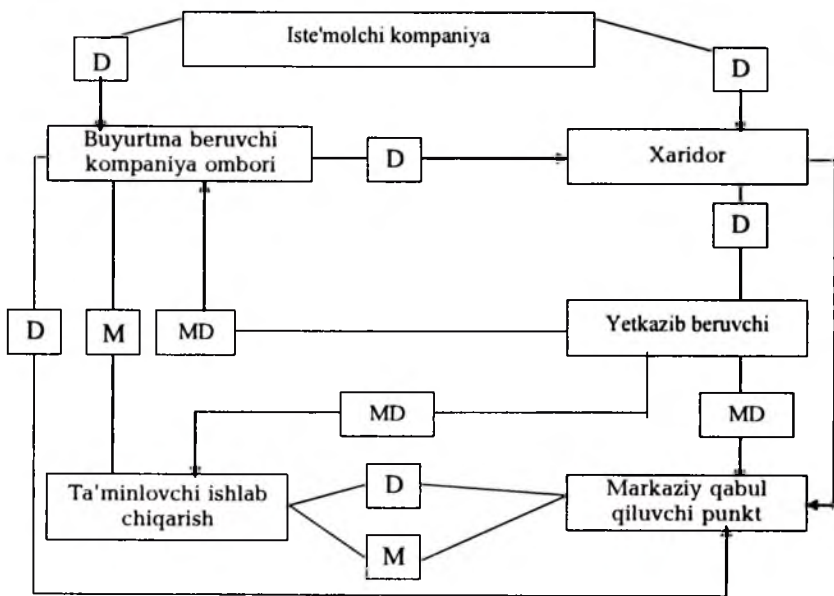 Iste'molchi kompaniya
D
D
Buyurtma beruvchi
kompaniya ombori
D
Xaridor
D
D
M
MD
Yetkazib beruvchi
MD
MD
Ta'minlovchi ishlab
chiqarish
D
M
Markaziy qabul
qiluvchi punkt